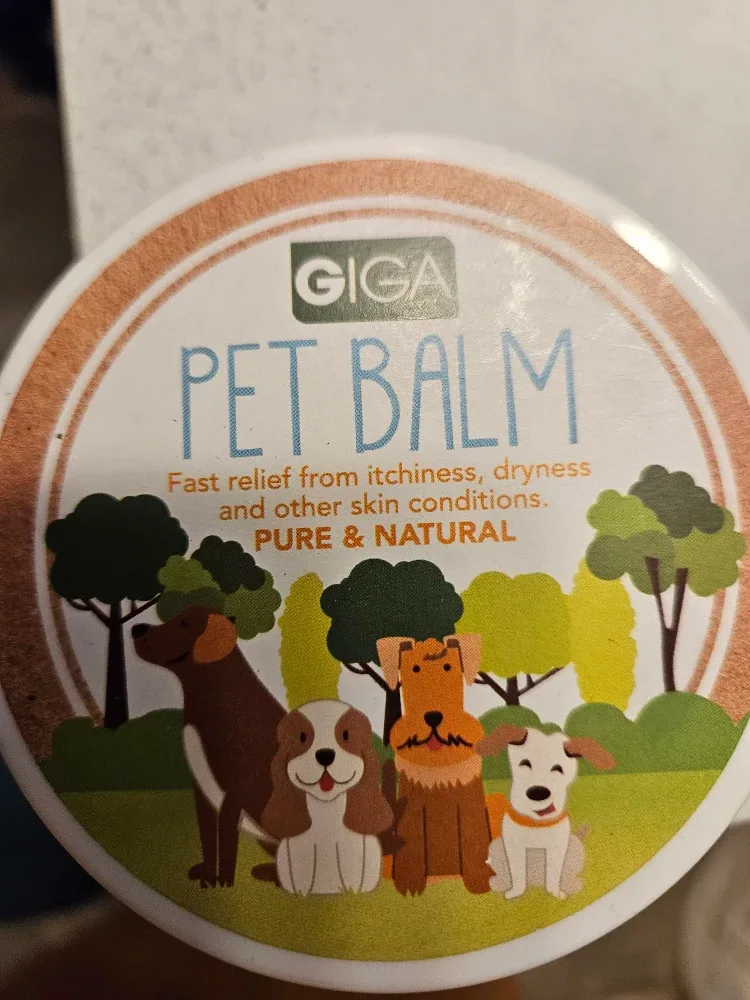 GIGA
PET BALM
Fast relief from itchiness, dryness
and other skin conditions.
PURE & NATURAL